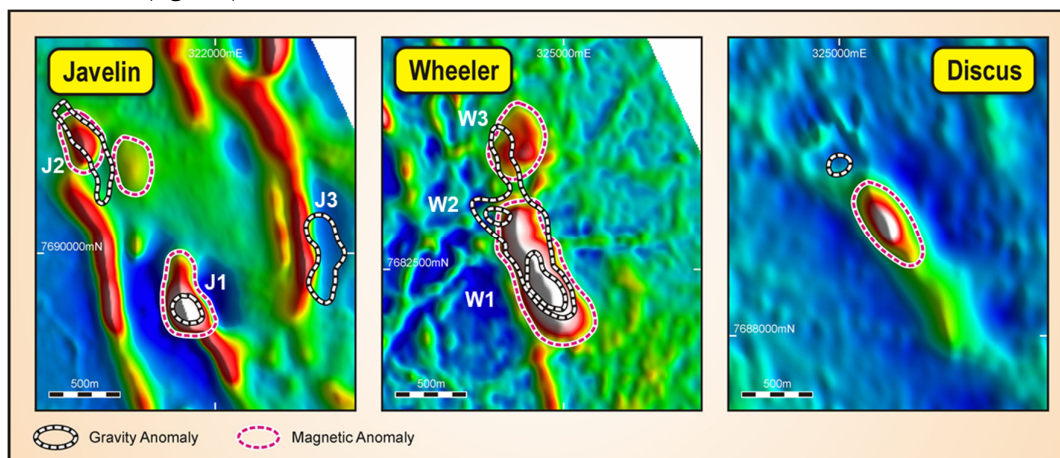 Javelin
322000mE
J2
J3
7690000mN
J1
500m
Wheeler
325000mE
W3
W2
7682500mN
W1
500m
Discus
325000mE
7688000mN
500m
Gravity Anomaly
Magnetic Anomaly